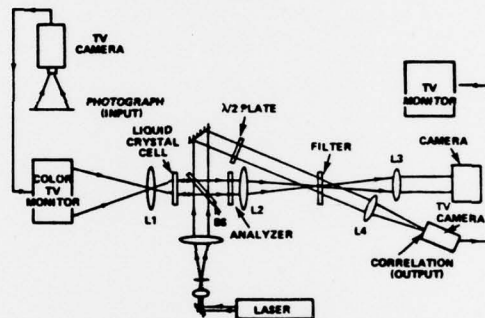 TV
CAMERA
PHOTOGRAPH
(INPUT)
LIQUID
CRYSTAL
CELL
λ/2 PLATE
TV
MONITOR
FILTER
L3
CAMERA
COLOR
TV
MONITOR
L1
L2
BS
ANALYZER
L4
TV
CAMERA
CORRELATION
(OUTPUT)
LASER